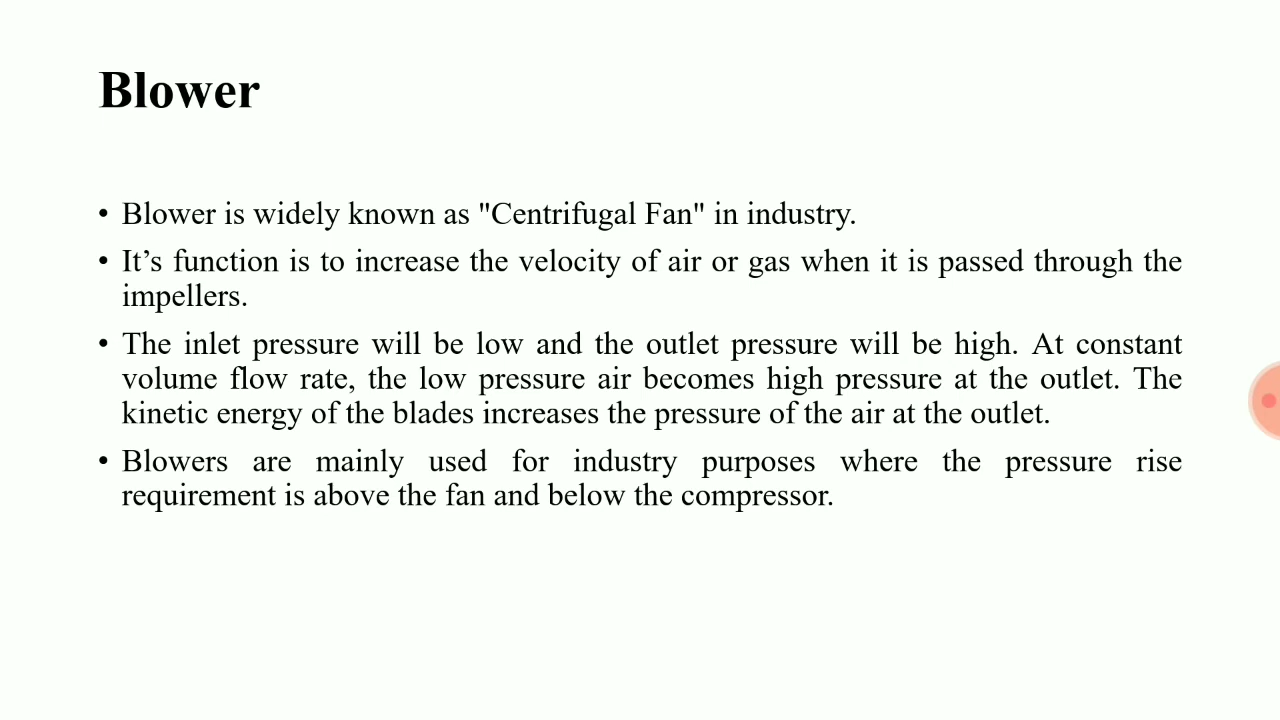 Blower
• Blower is widely known as "Centrifugal Fan" in industry.
• It’s function is to increase the velocity of air or gas when it is passed through the
impellers.
• The inlet pressure will be low and the outlet pressure will be high. At constant
volume flow rate, the low pressure air becomes high pressure at the outlet. The
kinetic energy of the blades increases the pressure of the air at the outlet.
• Blowers are mainly used for industry purposes where the pressure rise
requirement is above the fan and below the compressor.